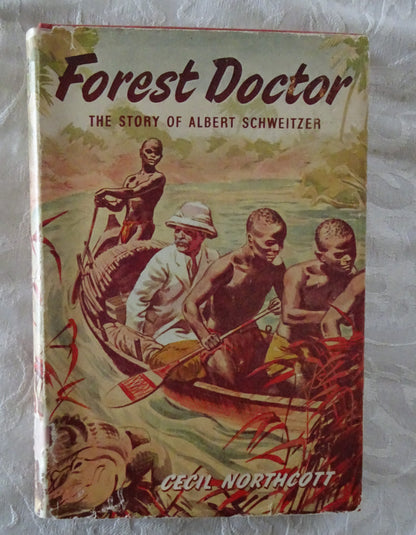 Forest Doctor
THE STORY OF ALBERT SCHWEITZER
CECIL NORTHCOTT